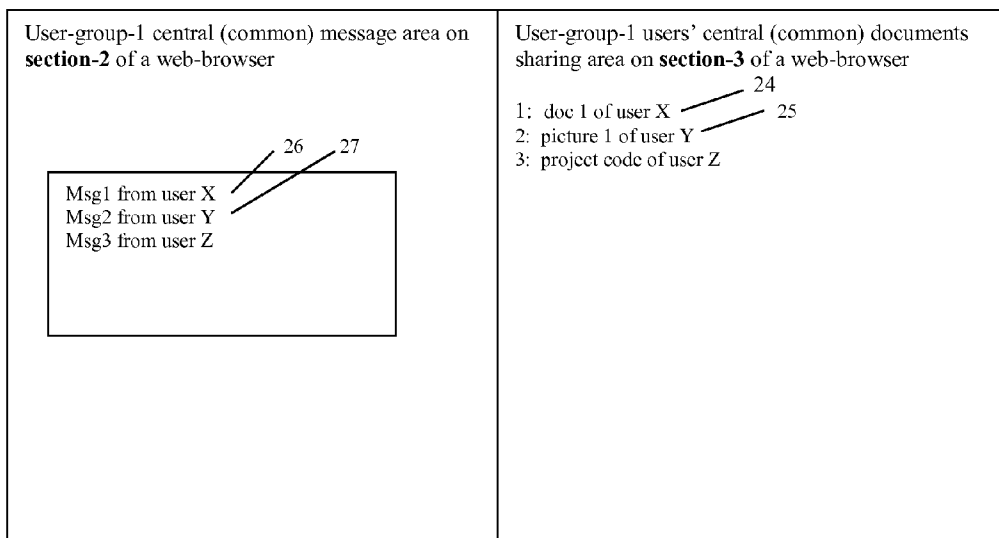 User-group-1 central (common) message area on
section-2 of a web-browser
26
27
Msg1 from user X
Msg2 from user Y
Msg3 from user Z
User-group-1 users’ central (common) documents
sharing area on section-3 of a web-browser
24
1: doc 1 of user X
25
2: picture 1 of user Y
3: project code of user Z